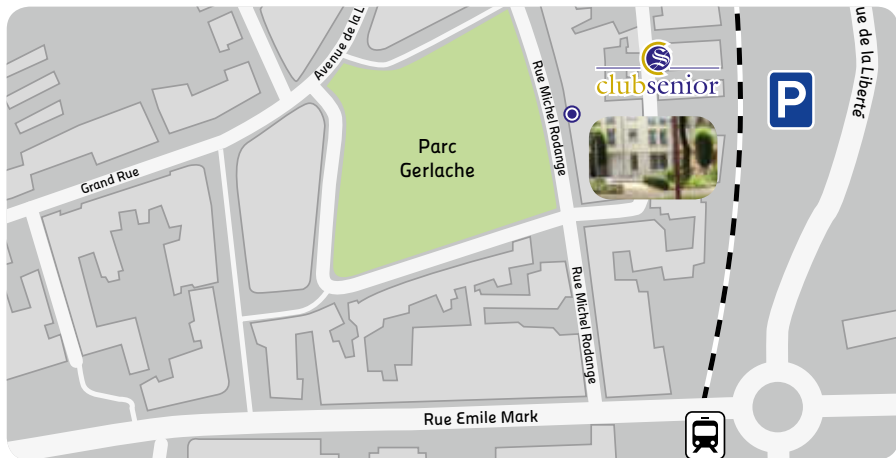 Avenue de la L
ue de la Liberté
clubsenior
P
Rue Michel Rodange
Parc
Gerlache
Grand Rue
Rue Michel Rodange
Rue Emile Mark